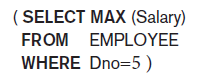 ( SELECT MAX (Salary)
FROM EMPLOYEE
WHERE Dno=5 )